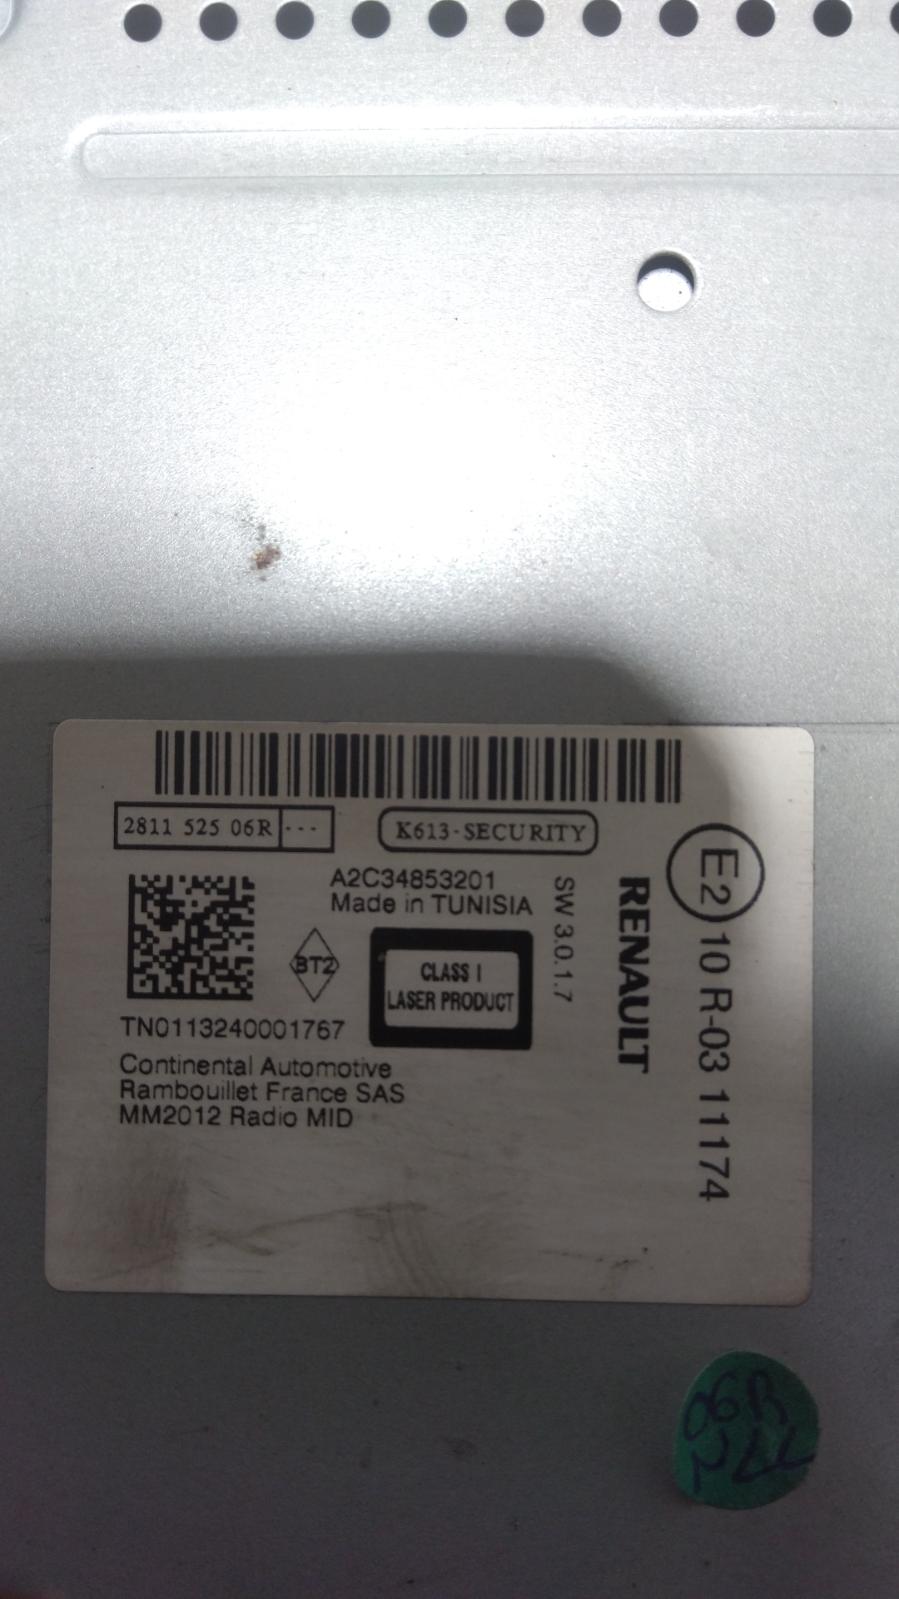 2811 525 06R ---
K613-SECURITY
A2C34853201
Made in TUNISIA
BT2
CLASS I
LASER PRODUCT
TN0113240001767
Continental Automotive
Rambouillet France SAS
MM2012 Radio MID
SW 3.0.1.7
RENAULT
E2 10 R-03 11174
06R